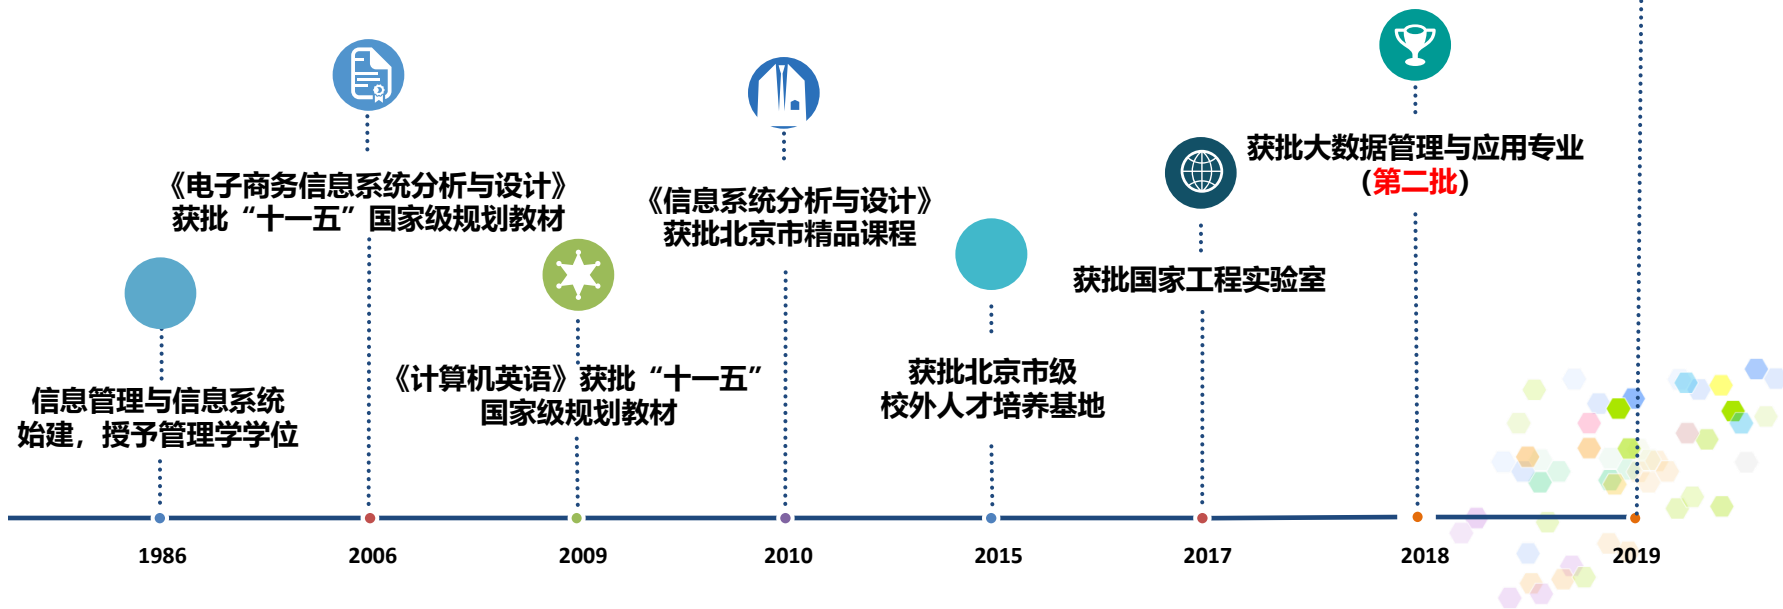 《电子商务信息系统分析与设计》
获批“十一五”国家级规划教材
《信息系统分析与设计》
获批北京市精品课程
获批大数据管理与应用专业
（第二批）
获批国家工程实验室
信息管理与信息系统
始建，授予管理学学位
《计算机英语》获批“十一五”
国家级规划教材
获批北京市级
校外人才培养基地
1986
2006
2009
2010
2015
2017
2018
2019